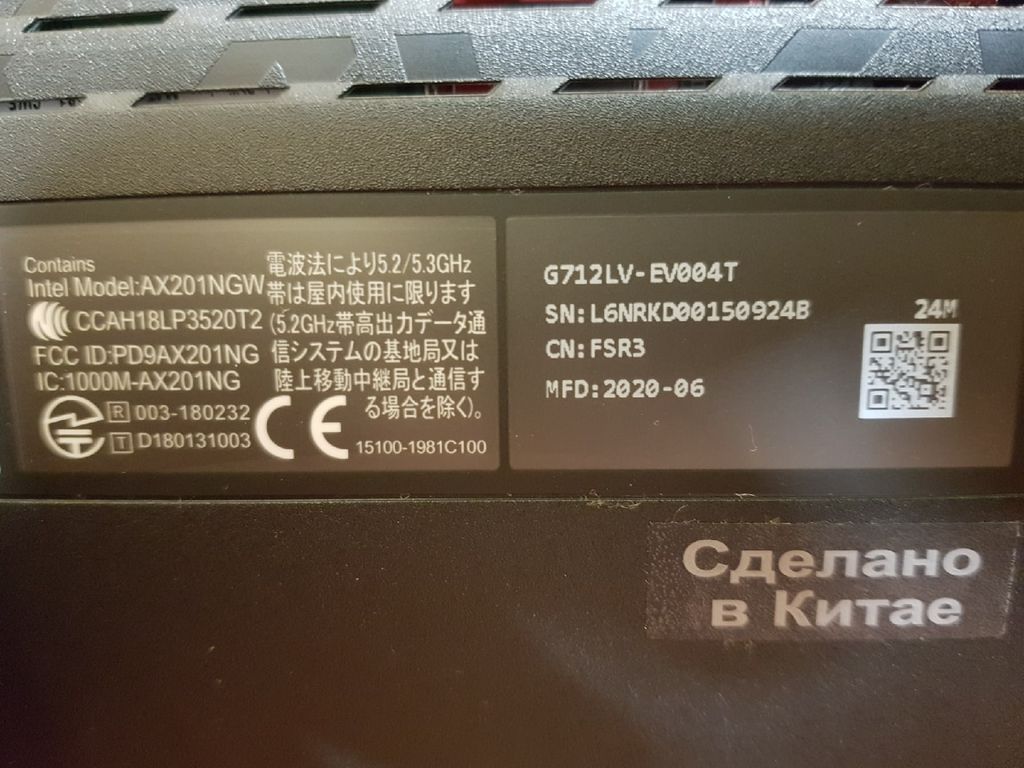 Contains
Intel Model:AX201NGW
CCAH18LP3520T2
FCC ID:PD9AX201NG
IC:1000M-AX201NG
R 003-180232
T D180131003
電波法により5.2/5.3GHz
帯は屋内使用に限ります
(5.2GHz帯高出力データ通
信システムの基地局又は
陸上移動中継局と通信す
る場合を除く)。
CE
15100-1981C100
G712LV-EV004T
SN:L6NRKD00150924B
CN:FSR3
MFD:2020-06
24M
Сделано
в Китае